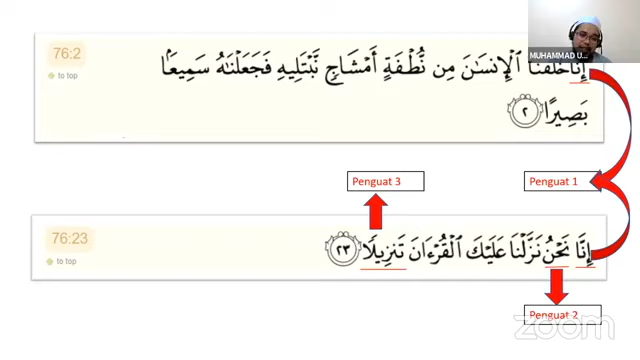 MUHAMMAD U...
76:2
to top
إِنَّا خَلَقْنَا ٱلْإِنسَـٰنَ مِن نُّطْفَةٍ أَمْشَاجٍ نَّبْتَلِيهِ فَجَعَلْنَـٰهُ سَمِيعًۢا
بَصِيرًا ٢
Penguat 3
Penguat 1
76:23
to top
إِنَّا نَحْنُ نَزَّلْنَا عَلَيْكَ ٱلْقُرْءَانَ تَنزِيلًا ٢٣
Penguat 2
zoom